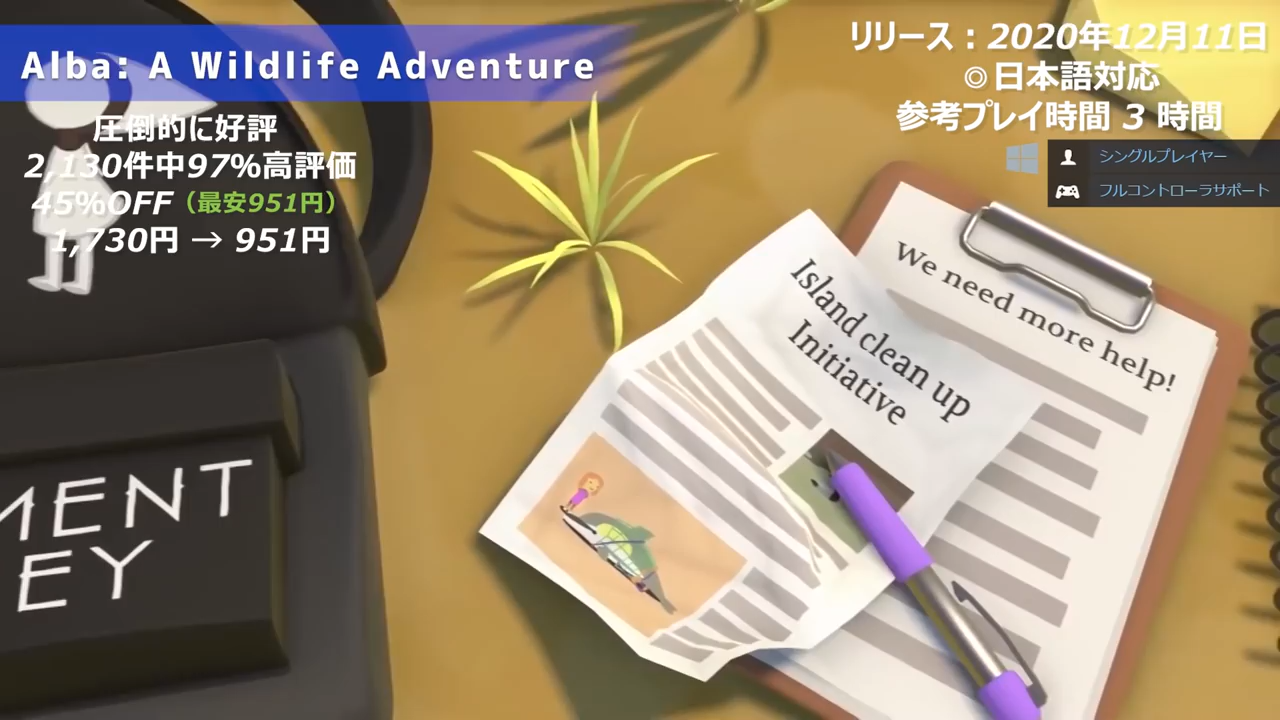 Alba: A Wildlife Adventure
圧倒的に好評
2,130件中97%高評価
45%OFF（最安951円）
1,730円 → 951円
リリース：2020年12月11日
◎日本語対応
参考プレイ時間 3 時間
シングルプレイヤー
フルコントローラサポート
We need more help!
Island clean up
Initiative
MENT
EY